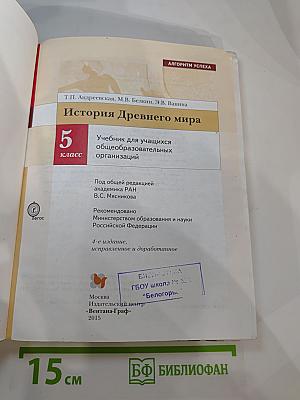 АЛГОРИТМ УСПЕХА
Т.П. Андреевская, М.В. Белкин, Э.В. Ванина
История Древнего мира
5
класс
Учебник для учащихся
общеобразовательных
организаций
Под общей редакцией
академика РАН
В.С. Мясникова
Рекомендовано
Министерством образования и науки
Российской Федерации
4-е издание,
исправленное и доработанное
ФГОС
Москва
Издательский центр
«Вентана-Граф»
2015
ГБОУ школа
15 см
БФ БИБЛИОФАН